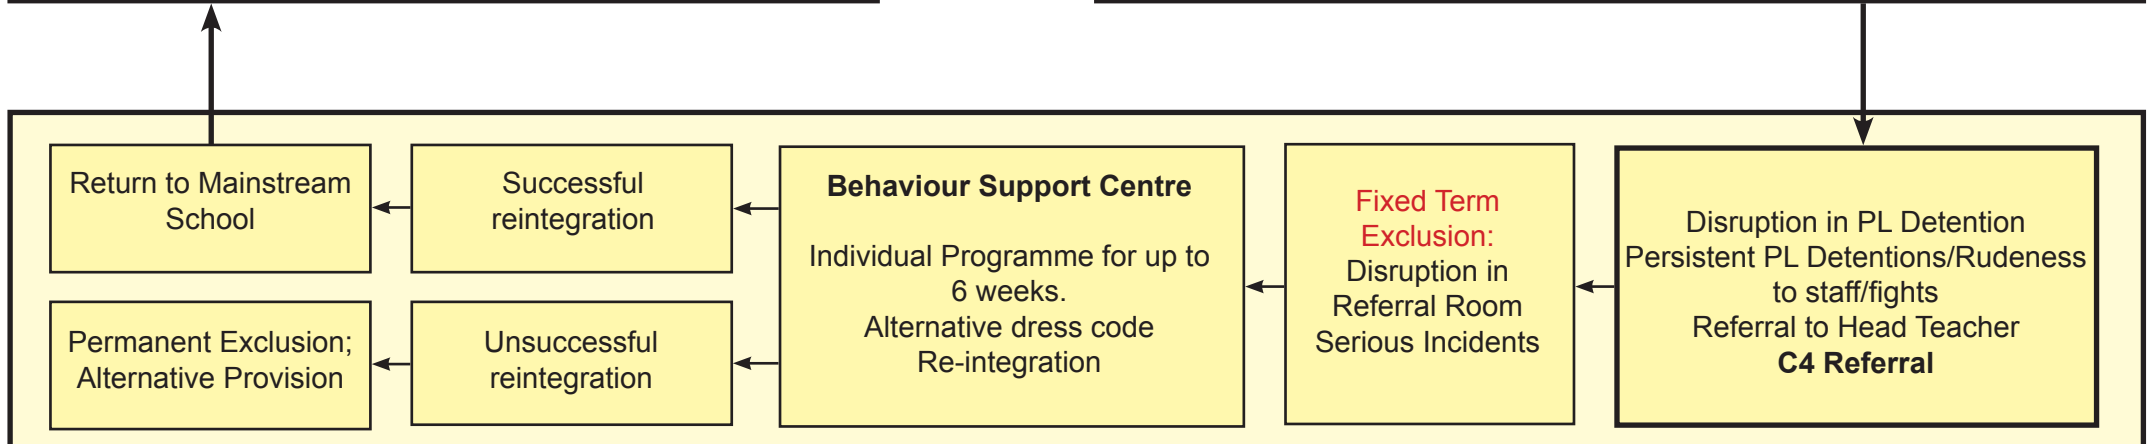 Return to Mainstream
School
Successful
reintegration
Behaviour Support Centre
Individual Programme for up to
6 weeks.
Alternative dress code
Re-integration
Fixed Term
Exclusion:
Disruption in
Referral Room
Serious Incidents
Disruption in PL Detention
Persistent PL Detentions/Rudeness
to staff/fights
Referral to Head Teacher
C4 Referral
Permanent Exclusion;
Alternative Provision
Unsuccessful
reintegration